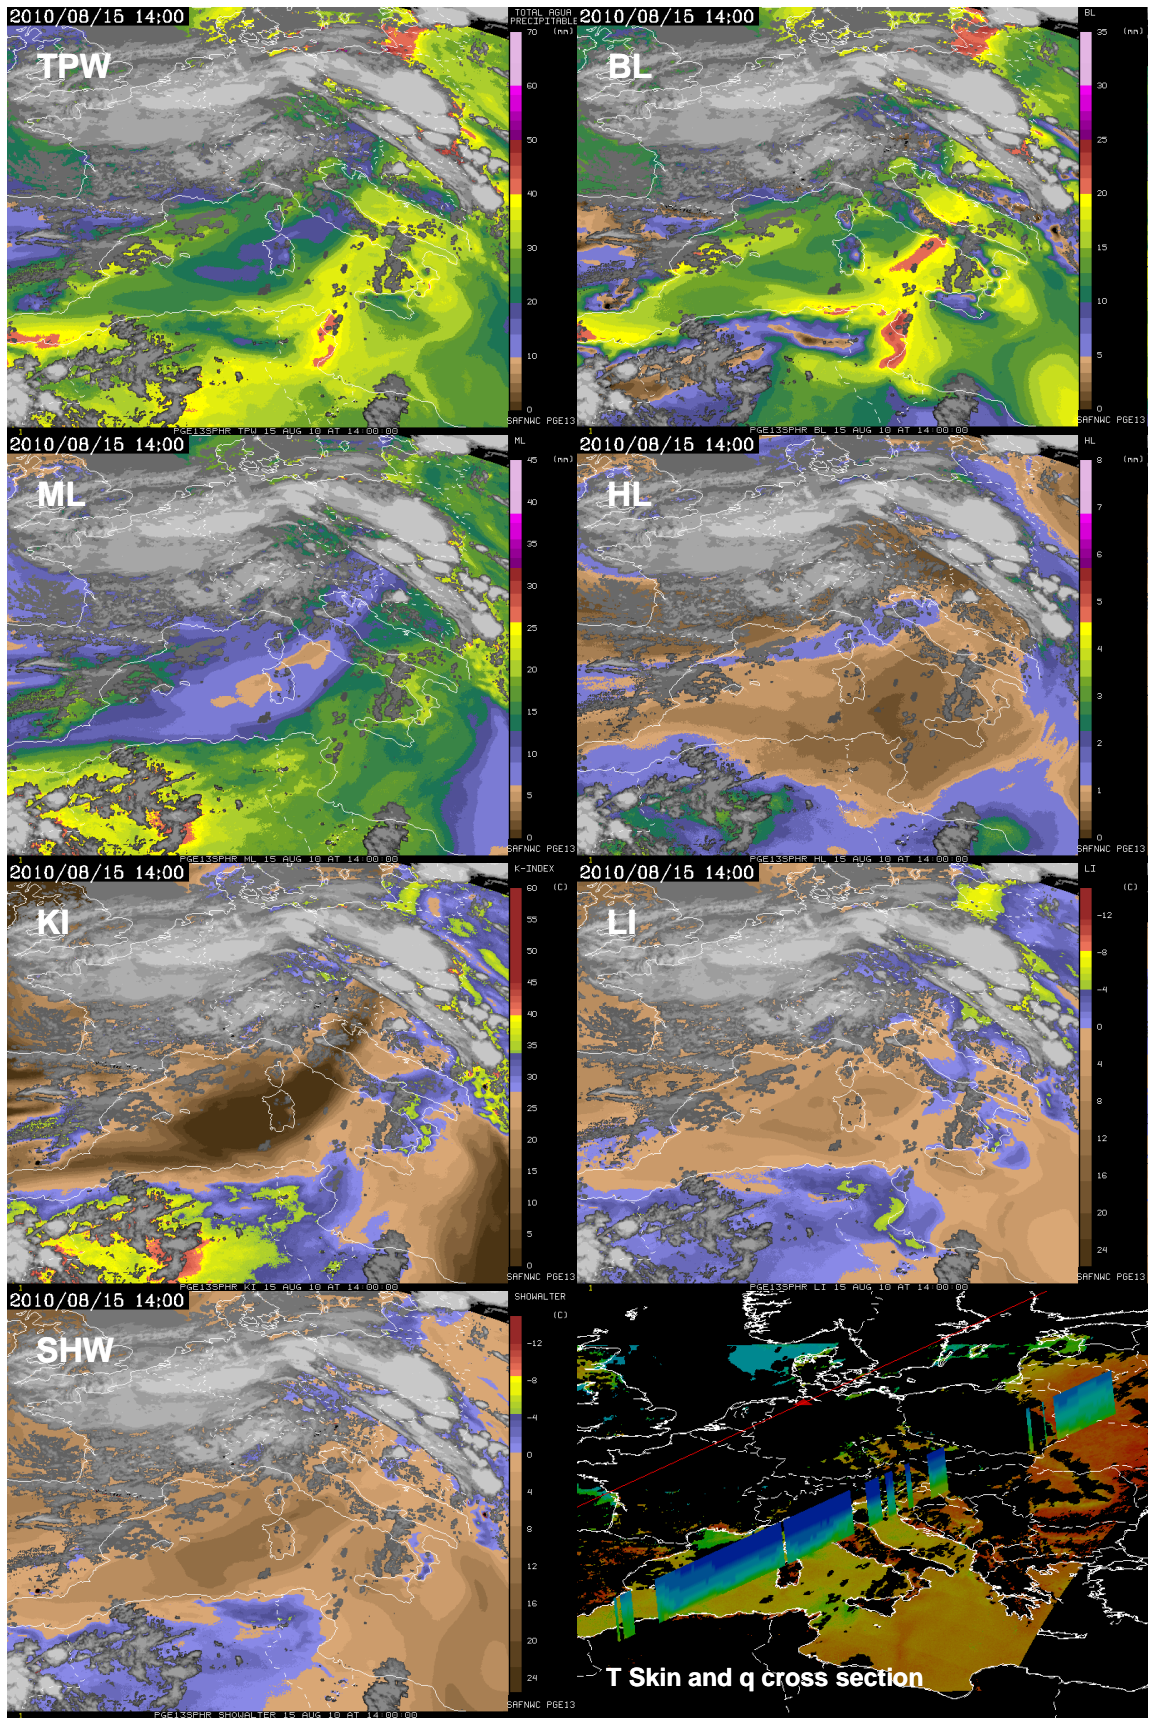 2010/08/15 14:00
TOTAL AGUA
PRECIPITABLE
(mm)
TPW
70
60
50
40
30
20
10
0
SAFNWC PGE13
1
PGE13SPHR TPW 15 AUG 10 AT 14:00:00
2010/08/15 14:00
BL
(mm)
BL
35
30
25
20
15
10
5
0
SAFNWC PGE13
1
PGE13SPHR BL 15 AUG 10 AT 14:00:00
2010/08/15 14:00
ML
(mm)
ML
45
40
35
30
25
20
15
10
5
0
SAFNWC PGE13
1
PGE13SPHR ML 15 AUG 10 AT 14:00:00
2010/08/15 14:00
HL
(mm)
HL
8
7
6
5
4
3
2
1
0
SAFNWC PGE13
1
PGE13SPHR HL 15 AUG 10 AT 14:00:00
2010/08/15 14:00
K-INDEX
(C)
KI
60
55
50
45
40
35
30
25
20
15
10
5
0
SAFNWC PGE13
1
PGE13SPHR KI 15 AUG 10 AT 14:00:00
2010/08/15 14:00
LI
(C)
LI
-12
-8
-4
0
4
8
12
16
20
24
SAFNWC PGE13
1
PGE13SPHR LI 15 AUG 10 AT 14:00:00
2010/08/15 14:00
SHOWALTER
(C)
SHW
-12
-8
-4
0
4
8
12
16
20
24
SAFNWC PGE13
1
PGE13SPHR SHOWALTER 15 AUG 10 AT 14:00:00
T Skin and q cross section